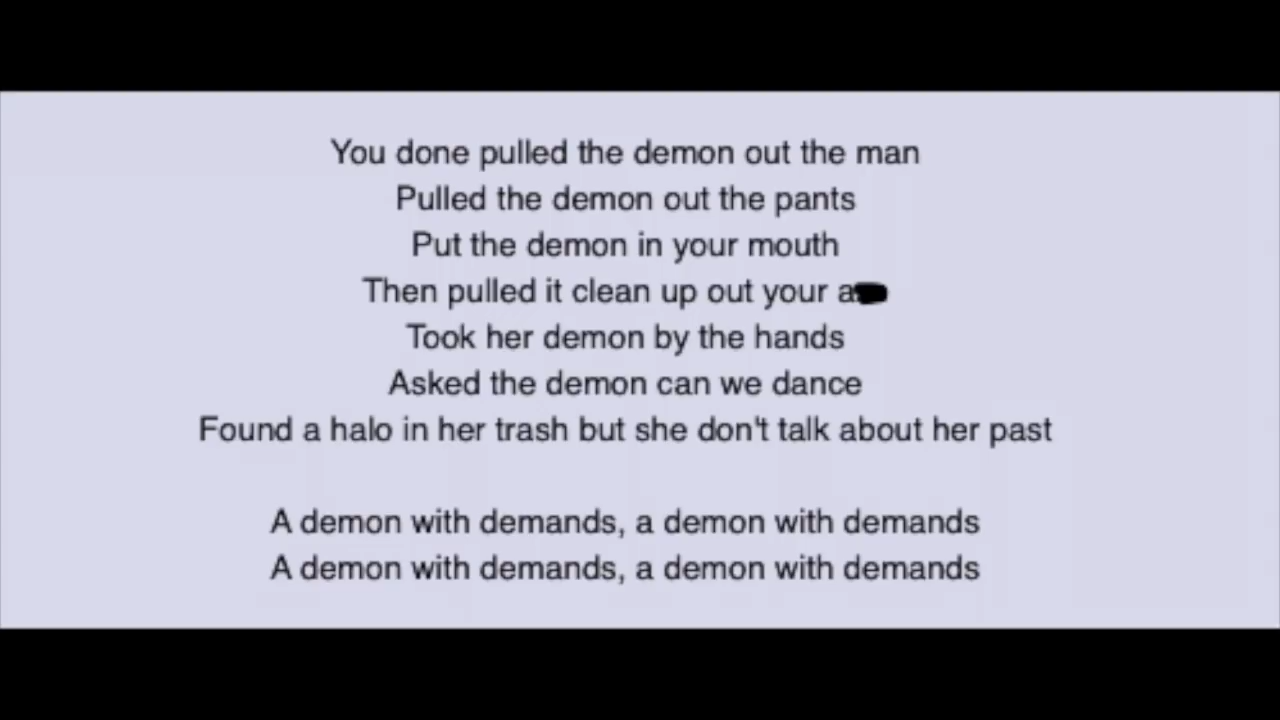 You done pulled the demon out the man
Pulled the demon out the pants
Put the demon in your mouth
Then pulled it clean up out your
Took her demon by the hands
Asked the demon can we dance
Found a halo in her trash but she don't talk about her past
A demon with demands, a demon with demands
A demon with demands, a demon with demands